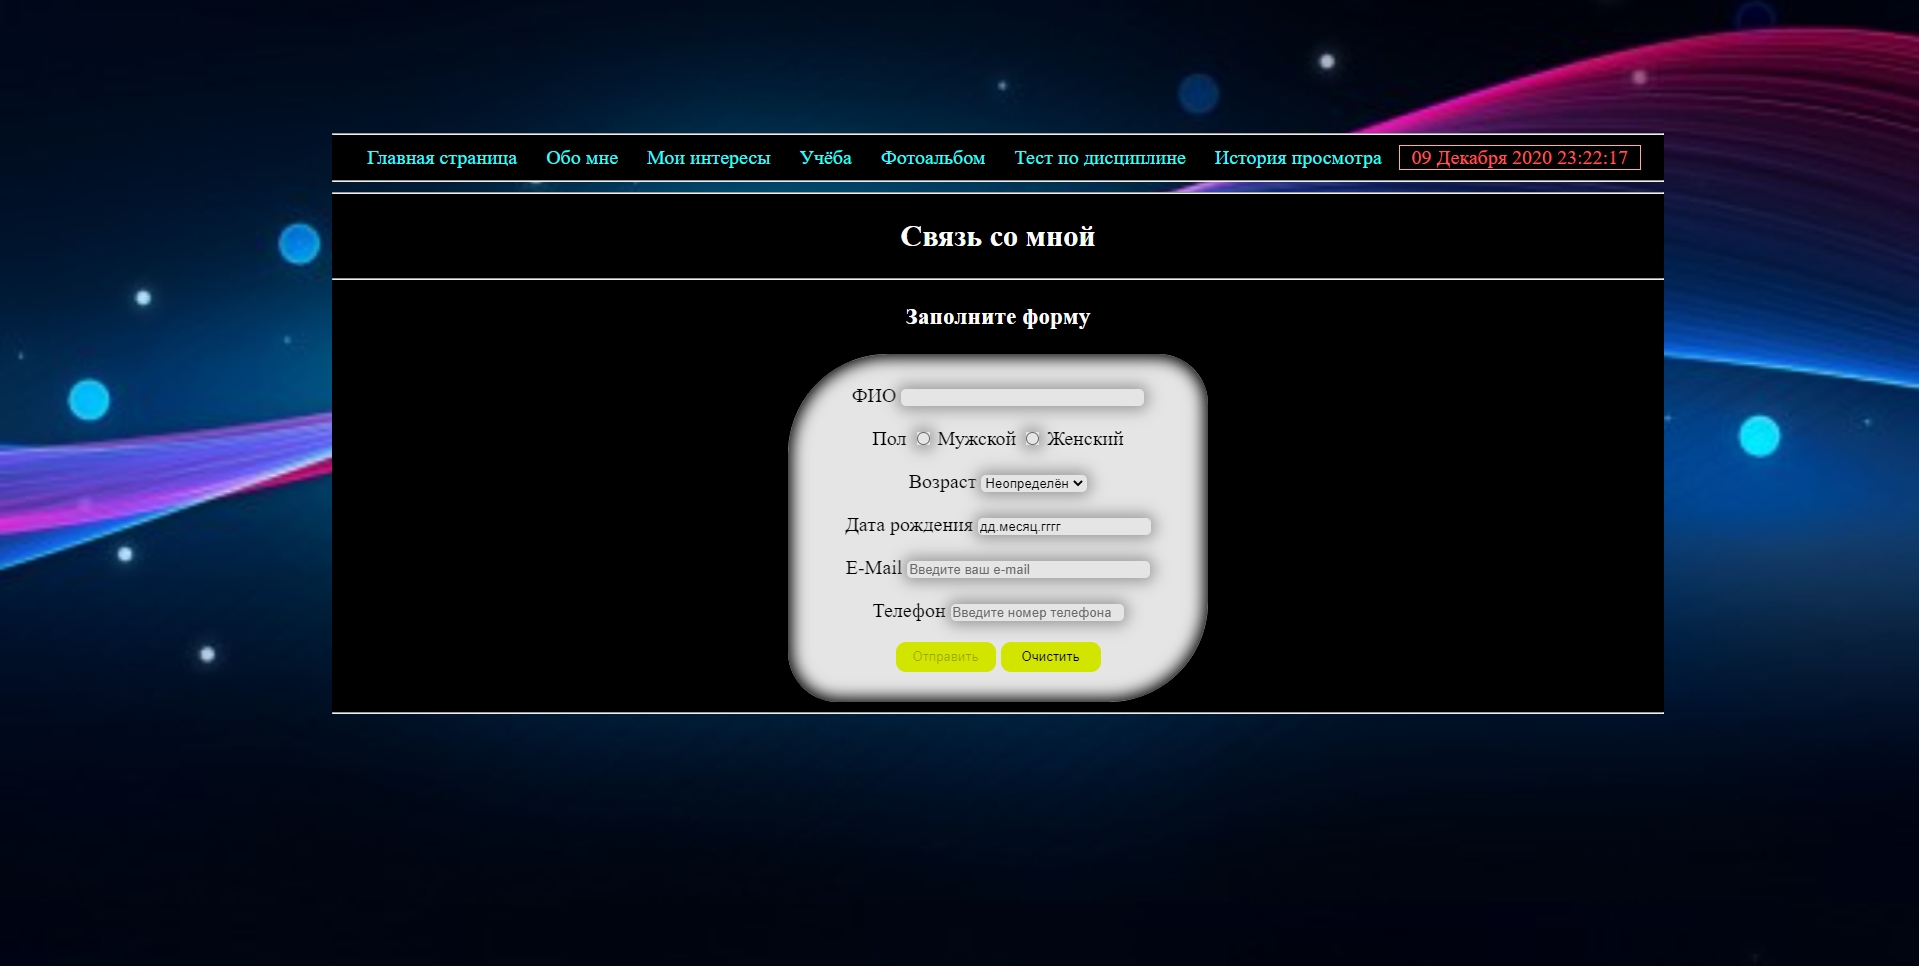 Главная страница Обо мне Мои интересы Учёба Фотоальбом Тест по дисциплине История просмотра 09 Декабря 2020 23:22:17
Связь со мной
Заполните форму
ФИО
Пол Мужской Женский
Возраст Неопределён
Дата рождения дд.месяц.гггг
E-Mail Введите ваш e-mail
Телефон Введите номер телефона
Отправить Очистить